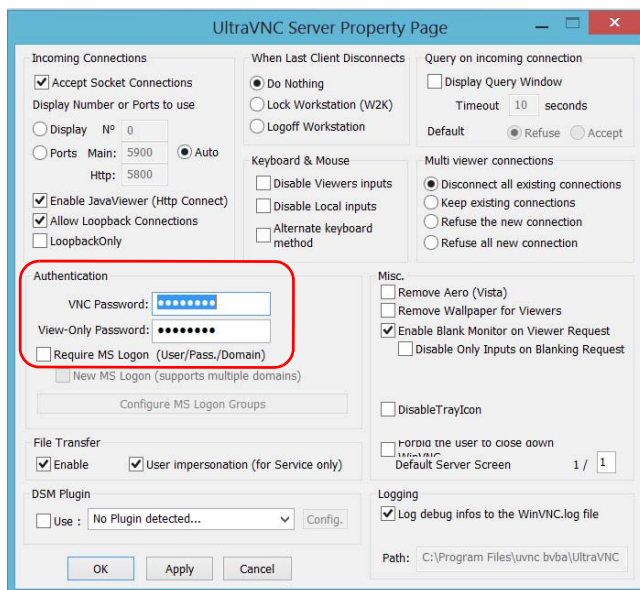 UltraVNC Server Property Page
Incoming Connections
Accept Socket Connections
Display Number or Ports to use
Display N° 0
Ports Main: 5900 Auto
Http: 5800
Enable JavaViewer (Http Connect)
Allow Loopback Connections
LoopbackOnly
When Last Client Disconnects
Do Nothing
Lock Workstation (W2K)
Logoff Workstation
Keyboard & Mouse
Disable Viewers inputs
Disable Local inputs
Alternate keyboard
method
Query on incoming connection
Display Query Window
Timeout 10 seconds
Default Refuse Accept
Multi viewer connections
Disconnect all existing connections
Keep existing connections
Refuse the new connection
Refuse all new connection
Authentication
VNC Password: ●●●●●●●●
View-Only Password: ●●●●●●●●
Require MS Logon (User/Pass./Domain)
New MS Logon (supports multiple domains)
Configure MS Logon Groups
Misc.
Remove Aero (Vista)
Remove Wallpaper for Viewers
Enable Blank Monitor on Viewer Request
Disable Only Inputs on Blanking Request
DisableTrayIcon
Forbid the user to close down
WinVNC
Default Server Screen 1 / 1
File Transfer
Enable User impersonation (for Service only)
DSM Plugin
Use : No Plugin detected... Config.
Logging
Log debug infos to the WinVNC.log file
Path: C:\Program Files\uvnc bvba\UltraVNC
OK Apply Cancel